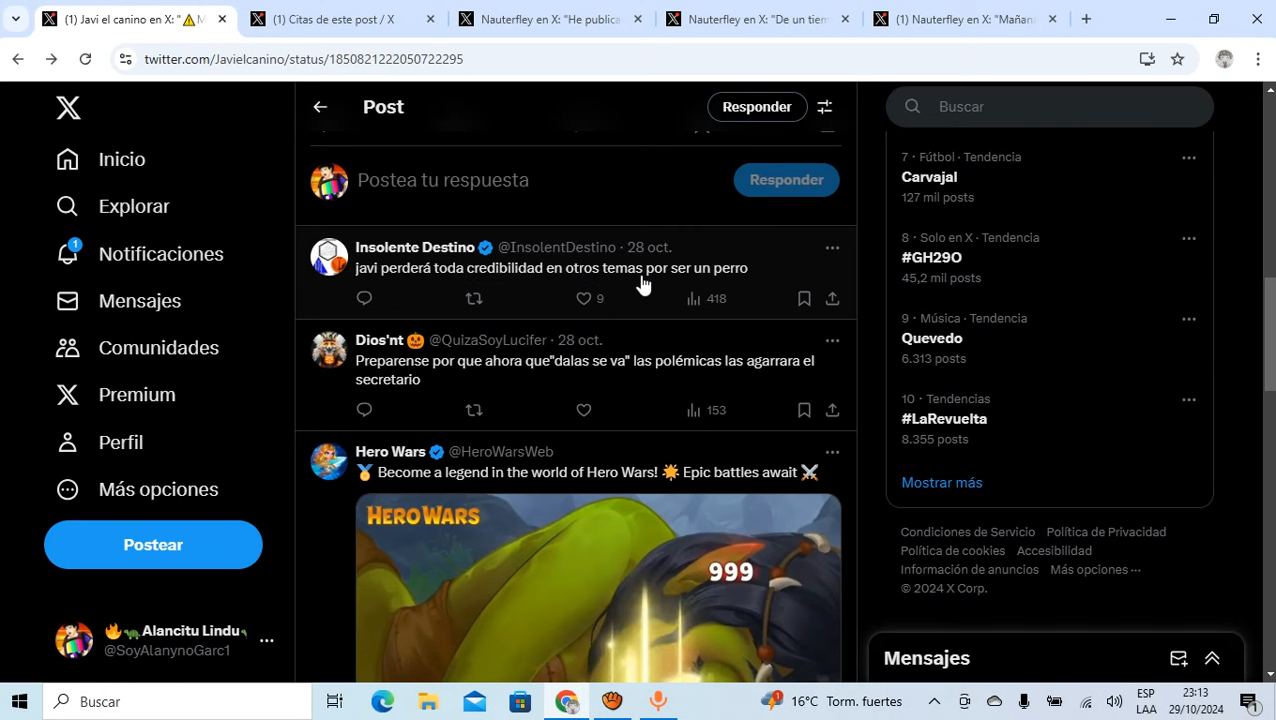 Javi el canino en X: "⚠️M
(1) Citas de este post / X
Nauterfley en X: "He publica
Nauterfley en X: "De un tiem
(1) Nauterfley en X: "Mañan
twitter.com/Javielcanino/status/1850821222050722295
Inicio
Explorar
1
Notificaciones
Mensajes
Comunidades
Premium
Perfil
Más opciones
Postear
🔥🐢Alancitu Lindu
@SoyAlanynoGarc1
Post
Responder
Postea tu respuesta
Responder
Insolente Destino @InsolentDestino · 28 oct.
javi perderá toda credibilidad en otros temas por ser un perro
9 418
Dios'nt 🎃 @QuizaSoyLucifer · 28 oct.
Preparense por que ahora que"dalas se va" las polémicas las agarrara el
secretario
153
Hero Wars @HeroWarsWeb
🏅 Become a legend in the world of Hero Wars! 🌟 Epic battles await ⚔️
HERO WARS
999
Buscar
7 · Fútbol · Tendencia
Carvajal
127 mil posts
8 · Solo en X · Tendencia
#GH29O
45,2 mil posts
9 · Música · Tendencia
Quevedo
6.313 posts
10 · Tendencias
#LaRevuelta
8.355 posts
Mostrar más
Condiciones de Servicio Política de Privacidad
Política de cookies Accesibilidad
Información de anuncios Más opciones ···
© 2024 X Corp.
Mensajes
Buscar
16°C Torm. fuertes
ESP
LAA
23:13
29/10/2024
1